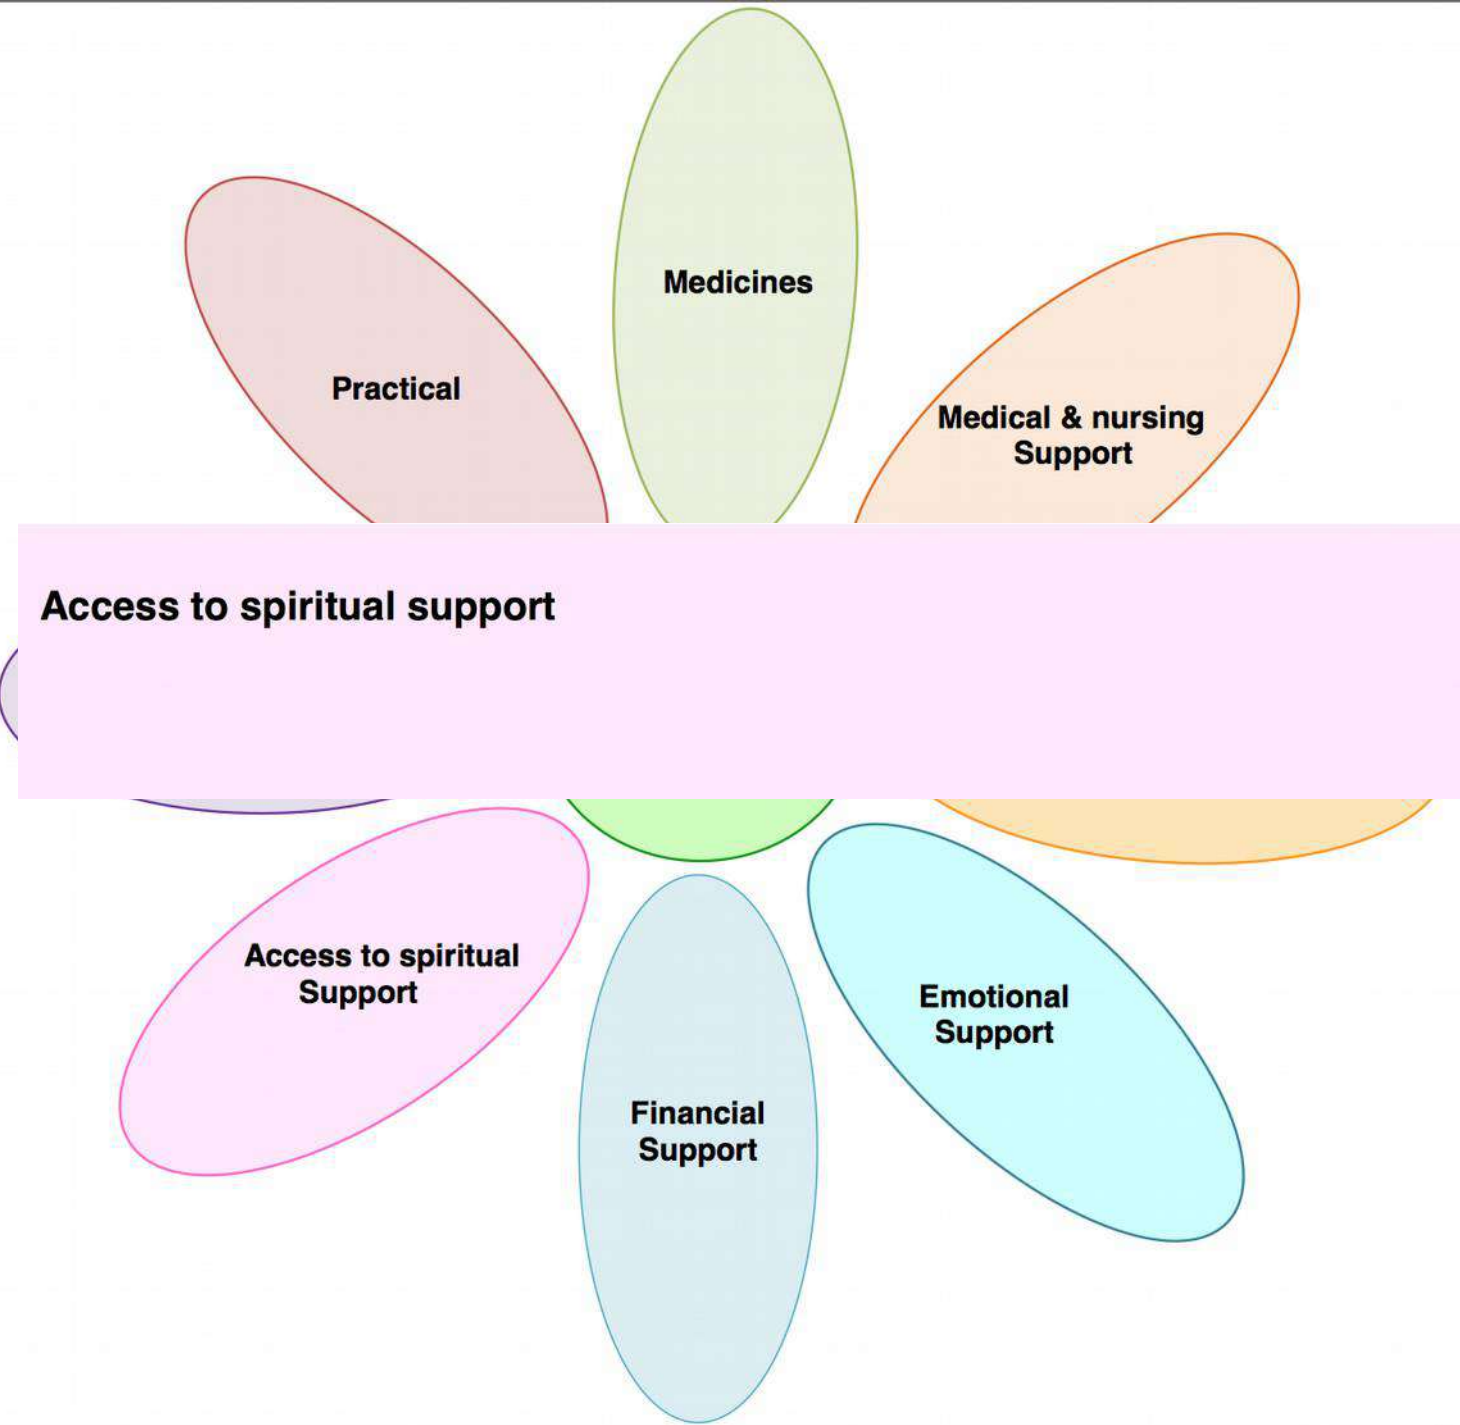 Medicines
Practical
Medical & nursing
Support
Access to spiritual support
Access to spiritual
Support
Emotional
Support
Financial
Support